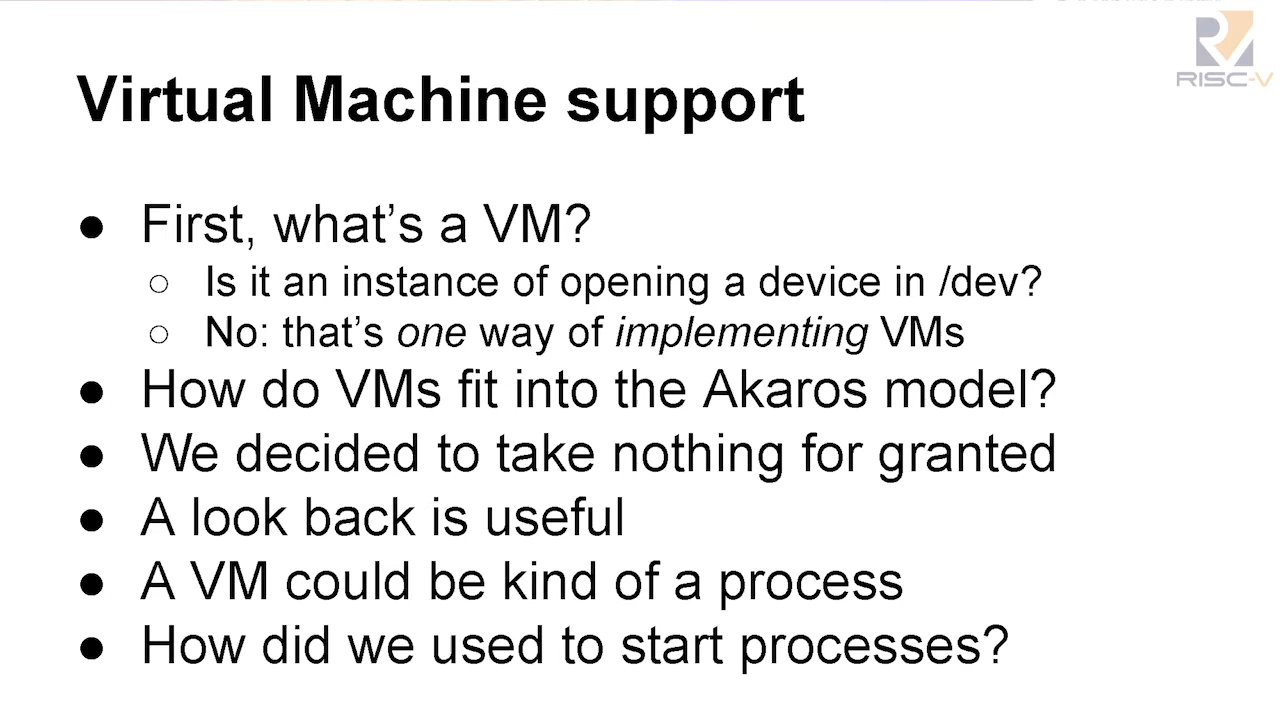 RISC-V
Virtual Machine support
● First, what's a VM?
○ Is it an instance of opening a device in /dev?
○ No: that's one way of implementing VMs
● How do VMs fit into the Akaros model?
● We decided to take nothing for granted
● A look back is useful
● A VM could be kind of a process
● How did we used to start processes?